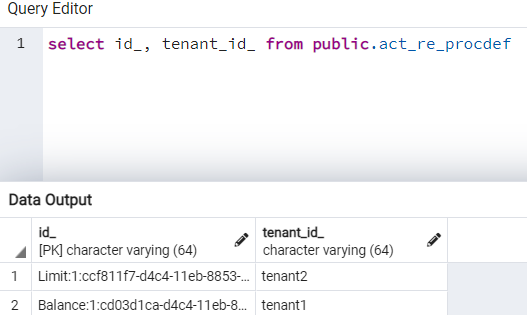 Query Editor
1 select id_, tenant_id_ from public.act_re_procdef
Data Output
id_ tenant_id_
[PK] character varying (64) character varying (64)
1 Limit:1:ccf811f7-d4c4-11eb-8853-... tenant2
2 Balance:1:cd03d1ca-d4c4-11eb-8... tenant1